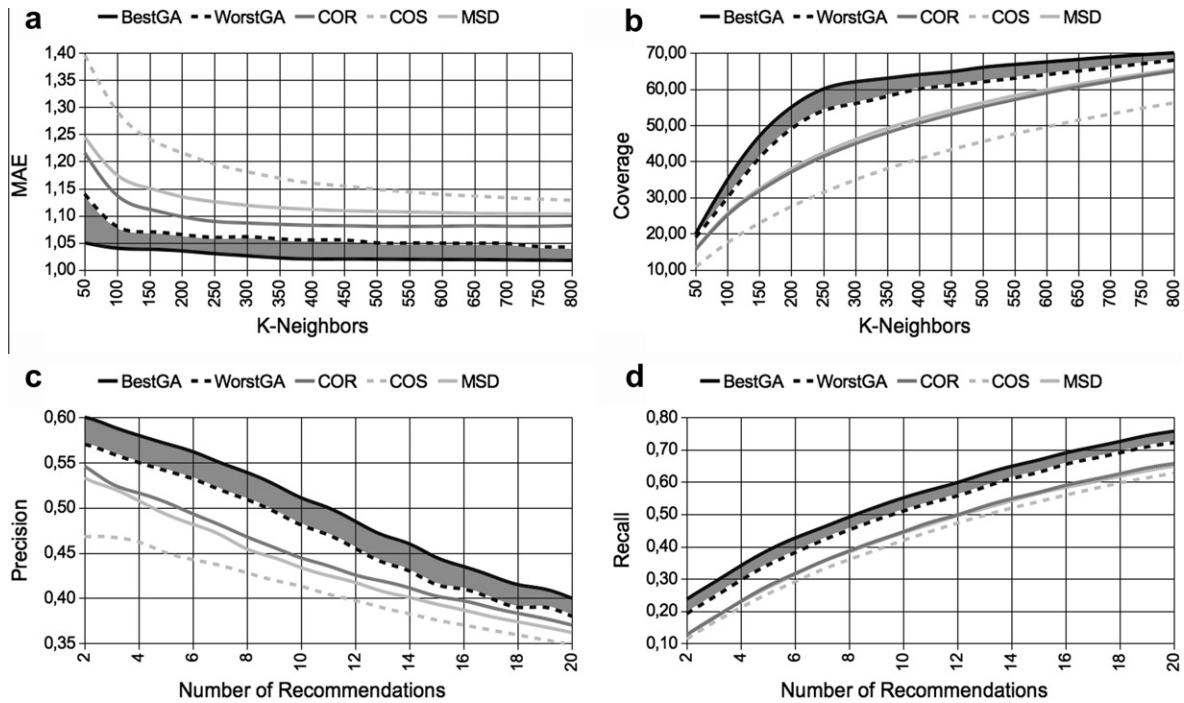 a
BestGA WorstGA COR COS MSD
1,40
1,35
1,30
1,25
1,20
1,15
1,10
1,05
1,00
MAE
50 100 150 200 250 300 350 400 450 500 550 600 650 700 750 800
K-Neighbors
b
BestGA WorstGA COR COS MSD
70,00
60,00
50,00
40,00
30,00
20,00
10,00
Coverage
50 100 150 200 250 300 350 400 450 500 550 600 650 700 750 800
K-Neighbors
c
BestGA WorstGA COR COS MSD
0,60
0,55
0,50
0,45
0,40
0,35
Precision
2 4 6 8 10 12 14 16 18 20
Number of Recommendations
d
BestGA WorstGA COR COS MSD
0,80
0,70
0,60
0,50
0,40
0,30
0,20
0,10
Recall
2 4 6 8 10 12 14 16 18 20
Number of Recommendations